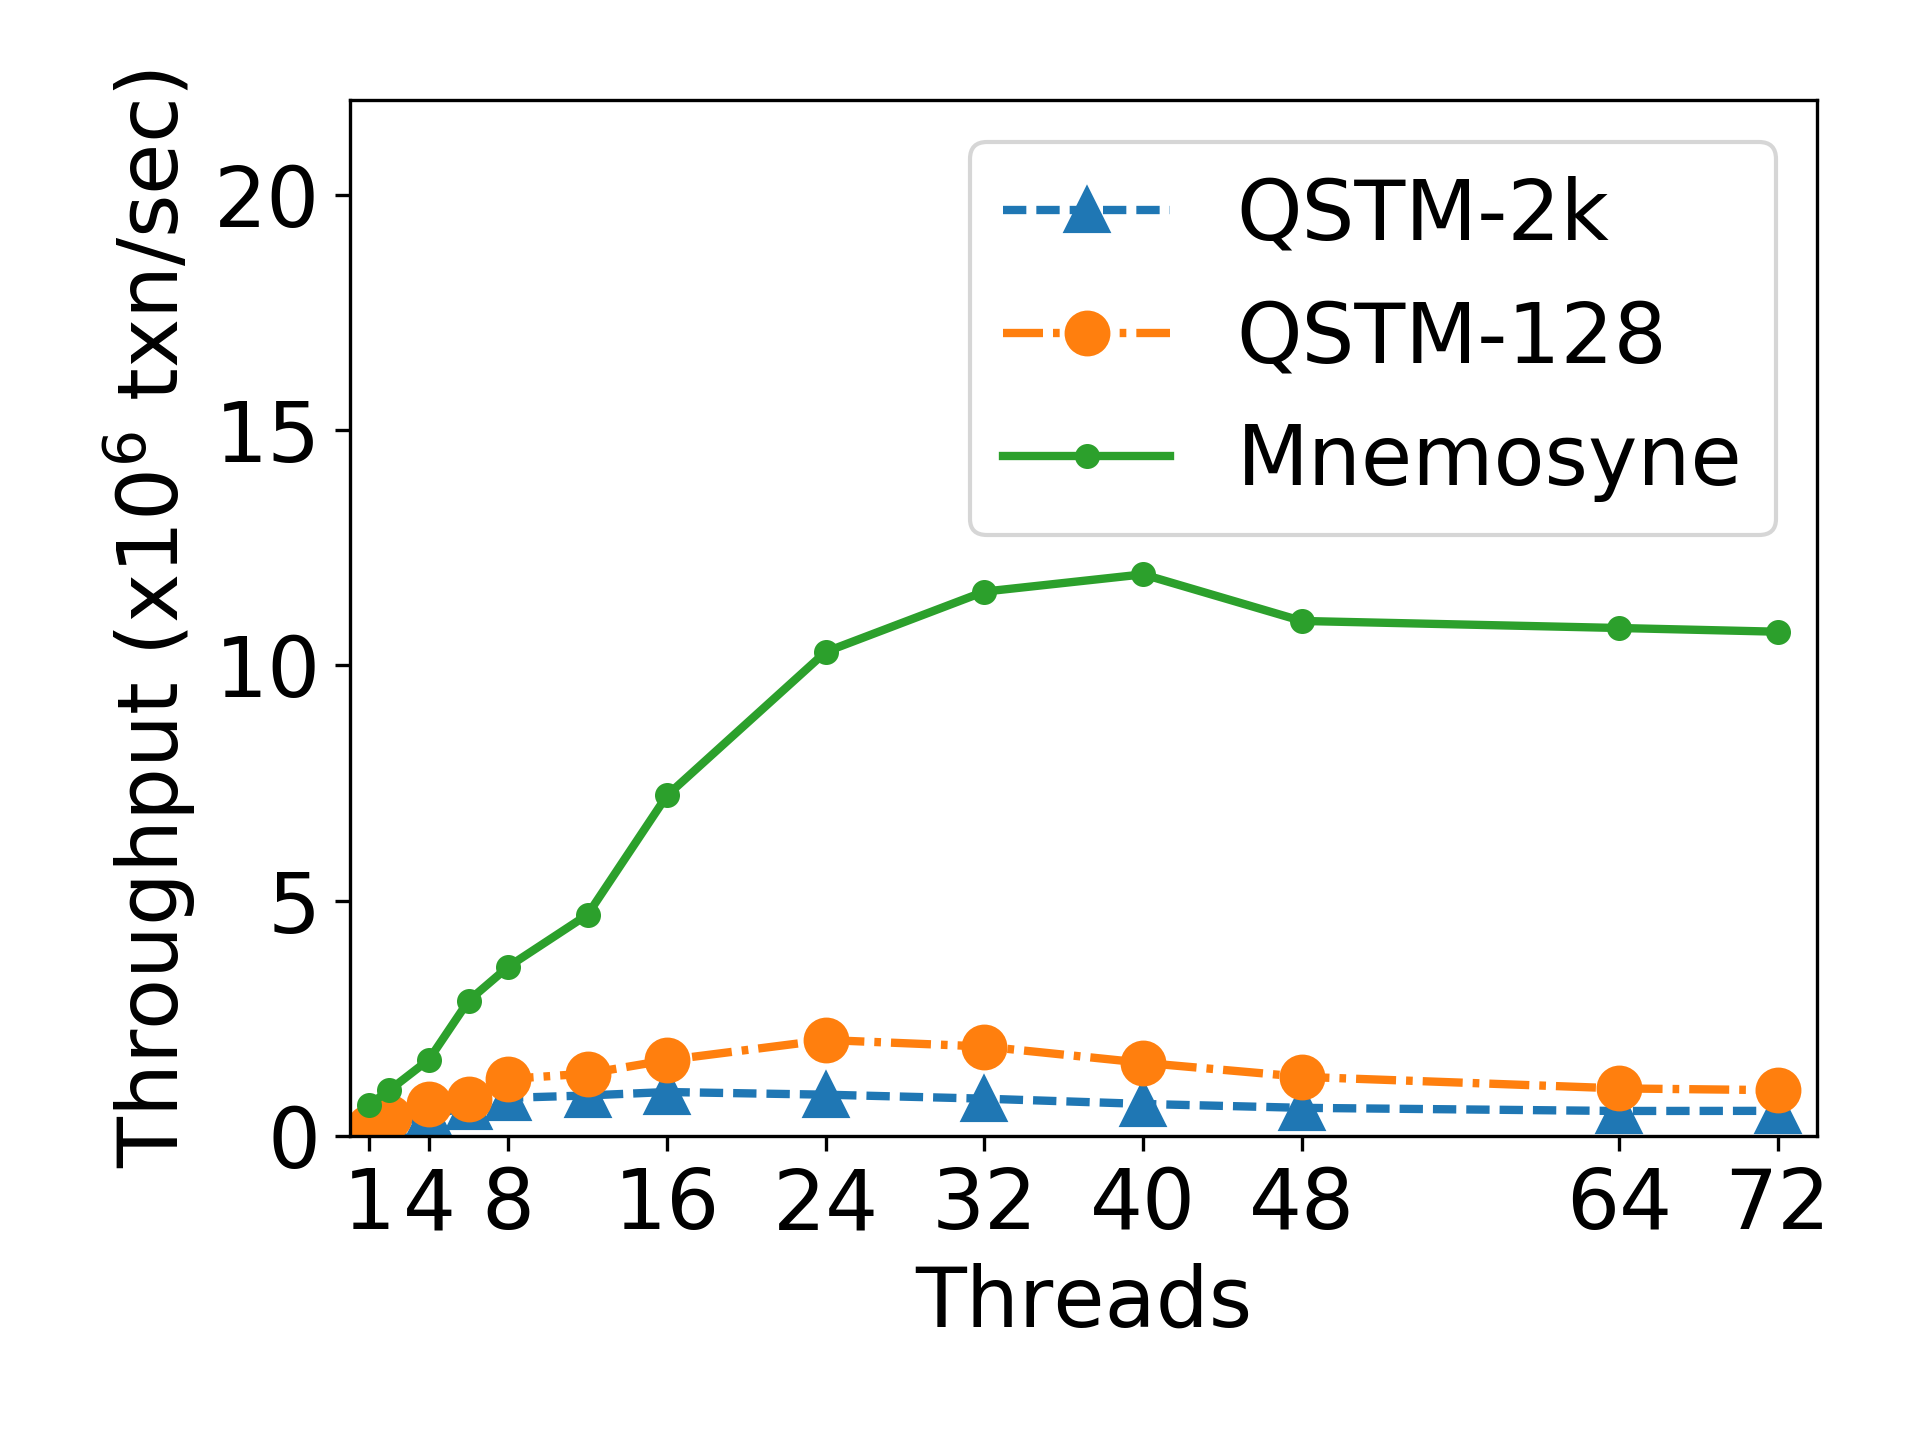 Throughput (x10⁶ txn/sec)
20
15
10
5
0
QSTM-2k
QSTM-128
Mnemosyne
1 4 8 16 24 32 40 48 64 72
Threads